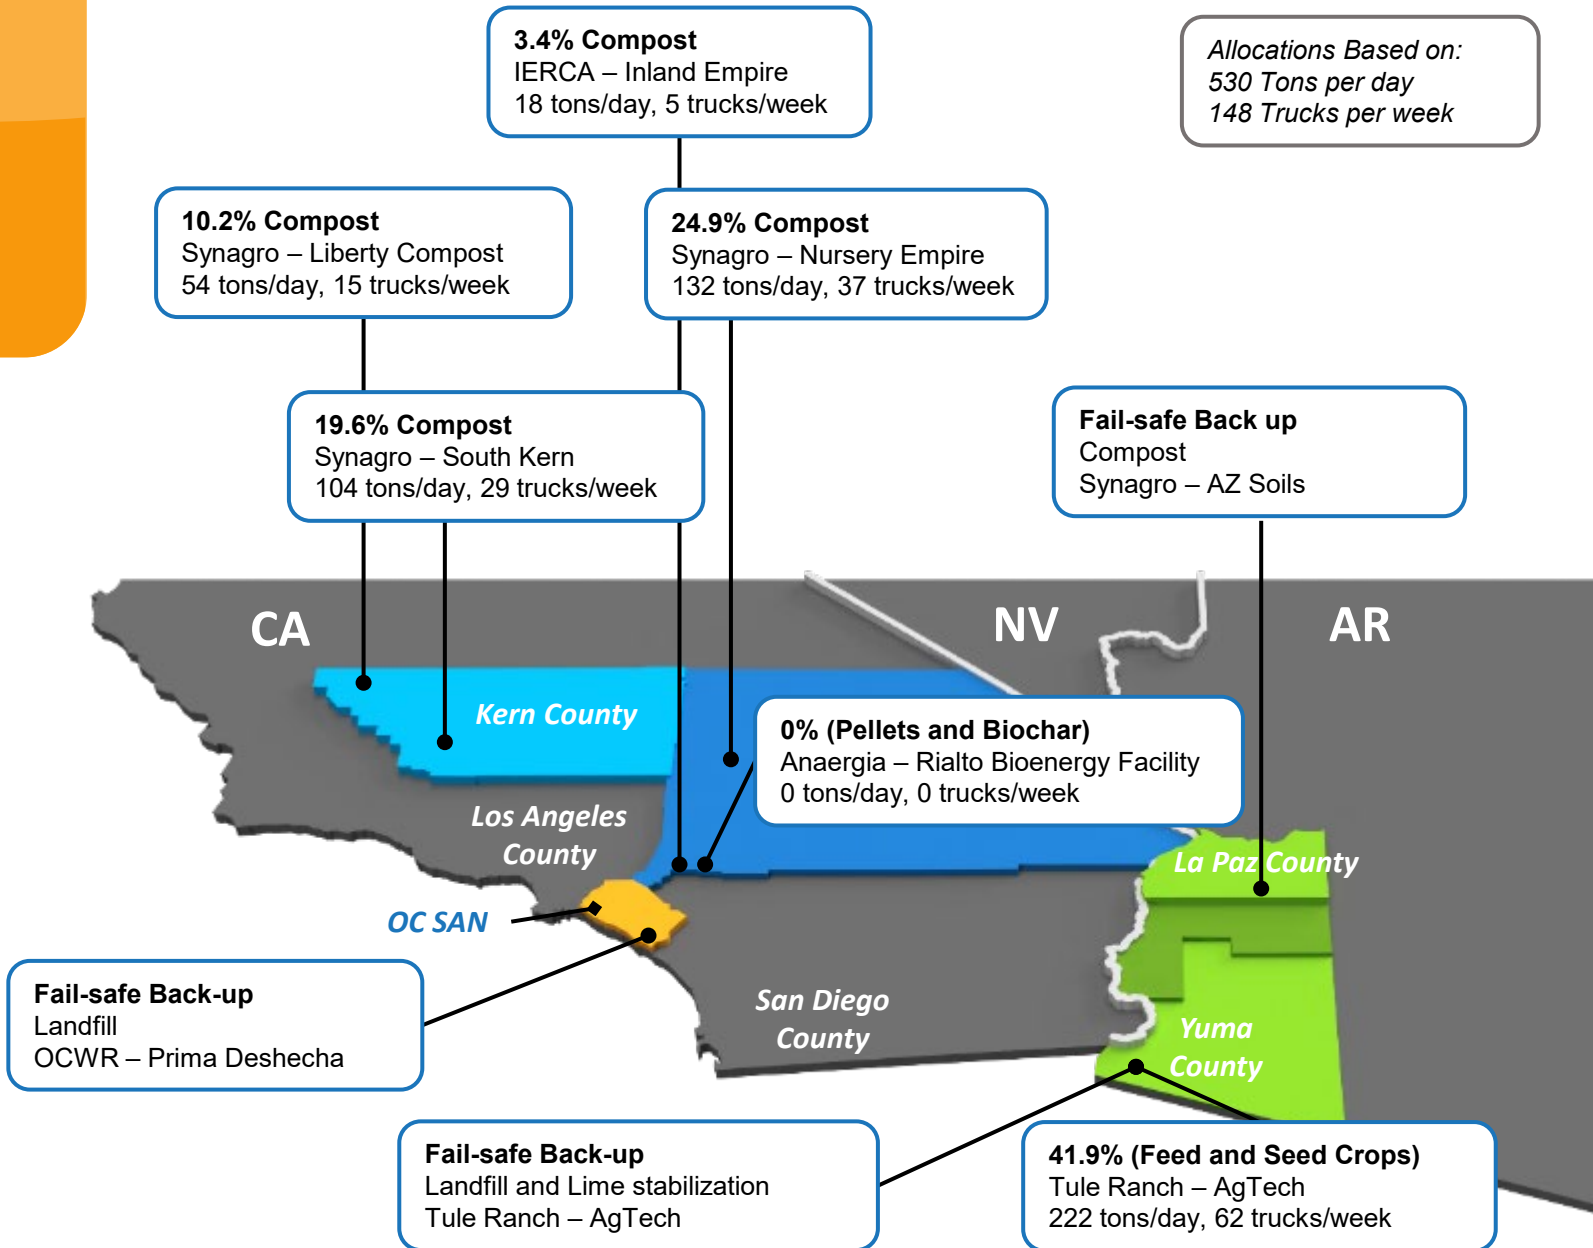 3.4% Compost
IERCA – Inland Empire
18 tons/day, 5 trucks/week
Allocations Based on:
530 Tons per day
148 Trucks per week
10.2% Compost
Synagro – Liberty Compost
54 tons/day, 15 trucks/week
24.9% Compost
Synagro – Nursery Empire
132 tons/day, 37 trucks/week
19.6% Compost
Synagro – South Kern
104 tons/day, 29 trucks/week
Fail-safe Back up
Compost
Synagro – AZ Soils
CA
NV
AR
Kern County
0% (Pellets and Biochar)
Anaergia – Rialto Bioenergy Facility
0 tons/day, 0 trucks/week
Los Angeles
County
La Paz County
OC SAN
Fail-safe Back-up
Landfill
OCWR – Prima Deshecha
San Diego
County
Yuma
County
Fail-safe Back-up
Landfill and Lime stabilization
Tule Ranch – AgTech
41.9% (Feed and Seed Crops)
Tule Ranch – AgTech
222 tons/day, 62 trucks/week